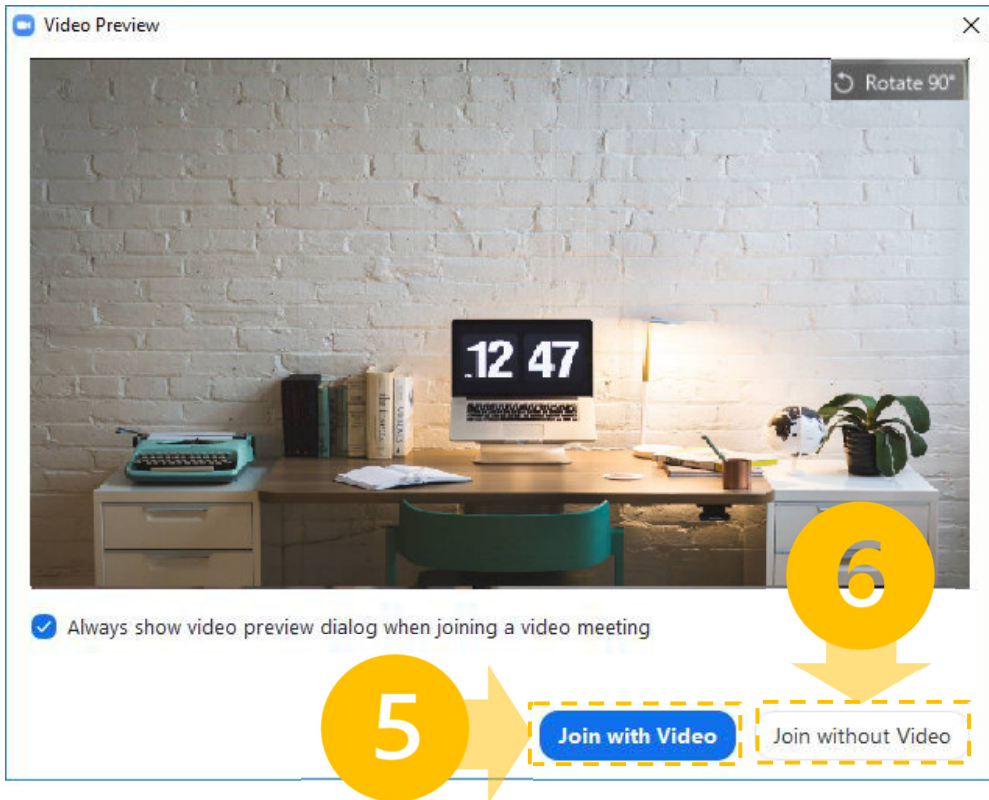 Video Preview
Rotate 90°
12 47
6
Always show video preview dialog when joining a video meeting
5
Join with Video
Join without Video